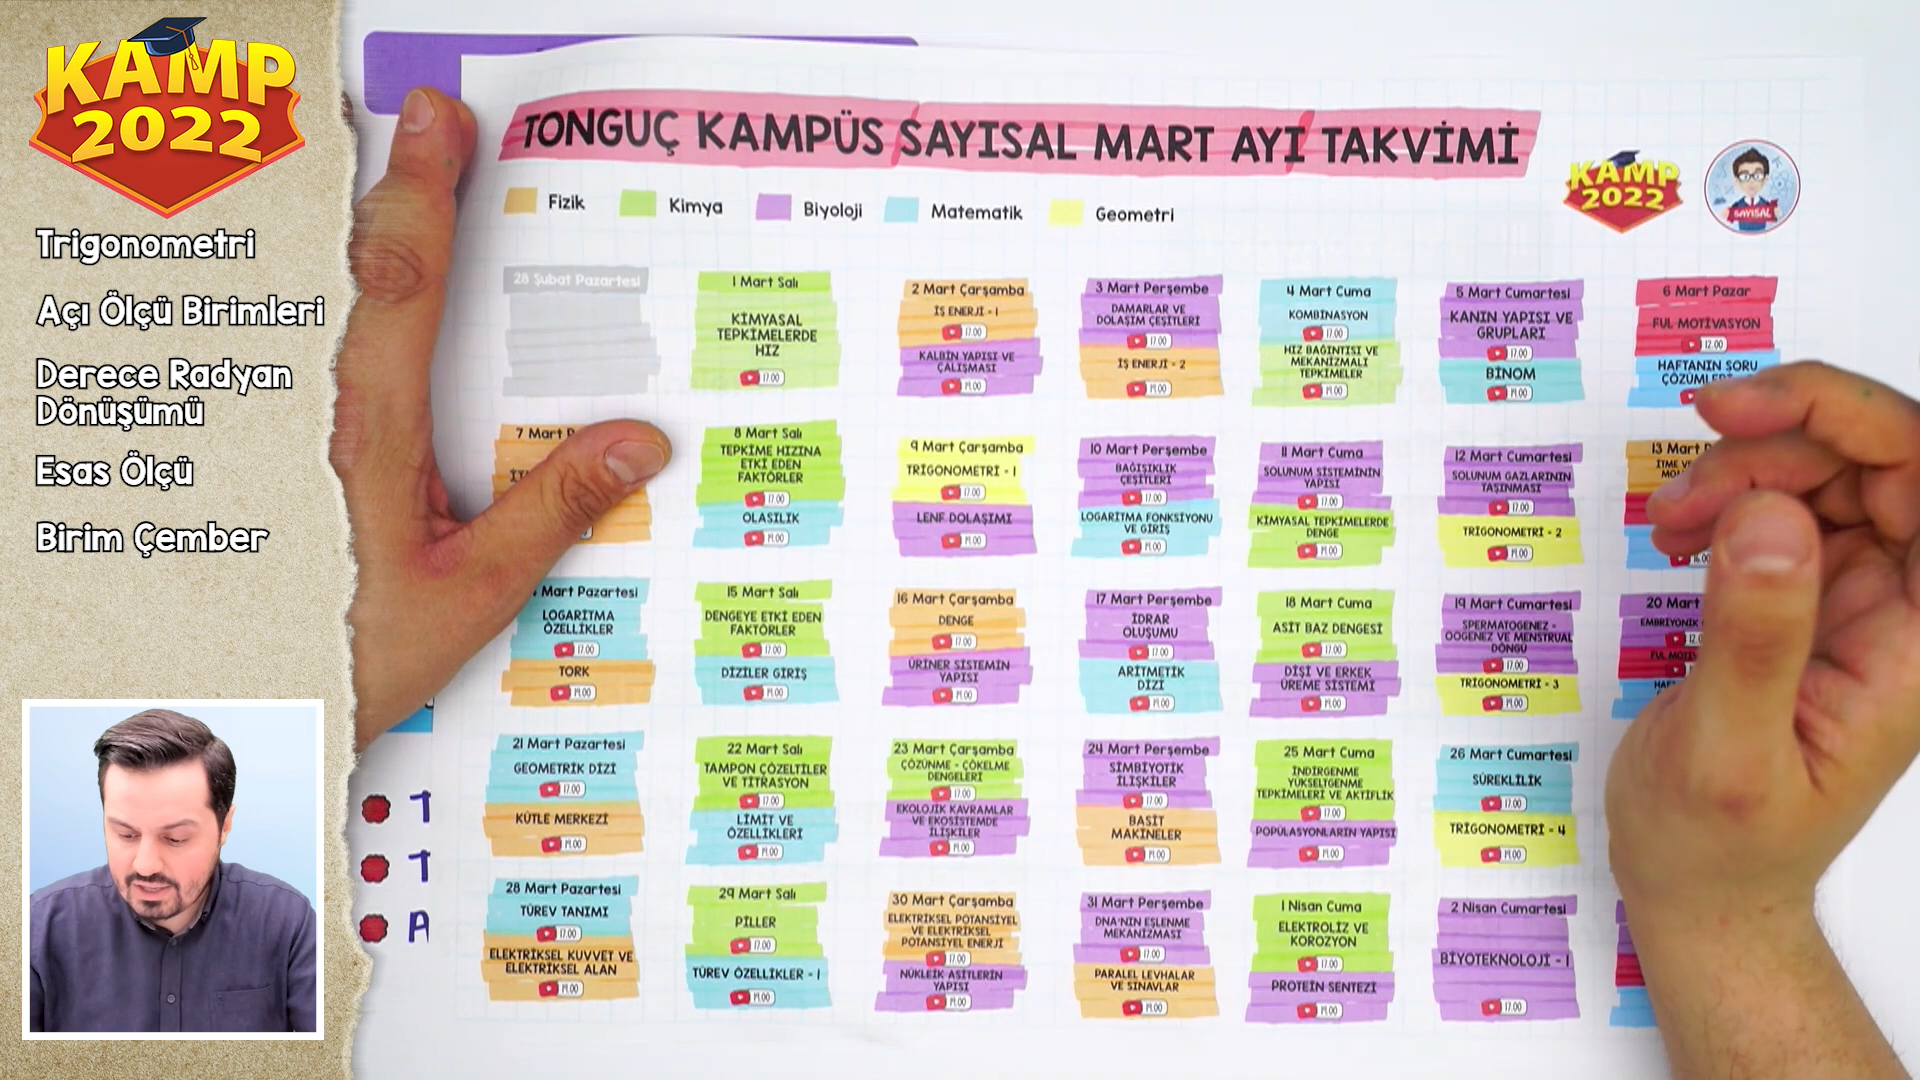 KAMP
2022
Trigonometri
Açı Ölçü Birimleri
Derece Radyan
Dönüşümü
Esas Ölçü
Birim Çember
TONGUÇ KAMPÜS SAYISAL MART AYI TAKVİMİ
KAMP
2022
SAYISAL
Fizik
Kimya
Biyoloji
Matematik
Geometri
28 Şubat Pazartesi
1 Mart Salı
KİMYASAL
TEPKİMELERDE
HIZ
17.00
2 Mart Çarşamba
İŞ ENERJİ - 1
17.00
KALBİN YAPISI VE
ÇALIŞMASI
19.00
3 Mart Perşembe
DAMARLAR VE
DOLAŞIM ÇEŞİTLERİ
17.00
İŞ ENERJİ - 2
19.00
4 Mart Cuma
KOMBİNASYON
17.00
HIZ BAĞINTISI VE
MEKANİZMALI
TEPKİMELER
19.00
5 Mart Cumartesi
KANIN YAPISI VE
GRUPLARI
17.00
BİNOM
19.00
6 Mart Pazar
FUL MOTİVASYON
12.00
HAFTANIN SORU
7 Mart
8 Mart Salı
TEPKİME HIZINA
ETKİ EDEN
FAKTÖRLER
17.00
OLASILIK
19.00
9 Mart Çarşamba
TRİGONOMETRİ - 1
17.00
LENF DOLAŞIMI
19.00
10 Mart Perşembe
BAĞIŞIKLIK
ÇEŞİTLERİ
17.00
LOGARİTMA FONKSİYONU
VE GİRİŞ
19.00
11 Mart Cuma
SOLUNUM SİSTEMİNİN
YAPISI
17.00
KİMYASAL TEPKİMELERDE
DENGE
19.00
12 Mart Cumartesi
SOLUNUM GAZLARININ
TAŞINMASI
17.00
TRİGONOMETRİ - 2
19.00
13 Mart
İTME VE
Mart Pazartesi
LOGARİTMA
ÖZELLİKLER
17.00
TORK
19.00
15 Mart Salı
DENGEYE ETKİ EDEN
FAKTÖRLER
17.00
DİZİLER GİRİŞ
19.00
16 Mart Çarşamba
DENGE
17.00
ÜRİNER SİSTEMİN
YAPISI
19.00
17 Mart Perşembe
İDRAR
OLUŞUMU
17.00
ARİTMETİK
DİZİ
19.00
18 Mart Cuma
ASİT BAZ DENGESİ
17.00
DİŞİ VE ERKEK
ÜREME SİSTEMİ
19.00
19 Mart Cumartesi
SPERMATOGENEZ -
OOGENEZ VE MENSTRUAL
DÖNGÜ
17.00
TRİGONOMETRİ - 3
19.00
20 Mart
21 Mart Pazartesi
GEOMETRİK DİZİ
17.00
KÜTLE MERKEZİ
19.00
22 Mart Salı
TAMPON ÇÖZELTİLER
VE TİTRASYON
17.00
LİMİT VE
ÖZELLİKLERİ
19.00
23 Mart Çarşamba
ÇÖZÜNME - ÇÖKELME
DENGELERİ
17.00
EKOLOJİK KAVRAMLAR
VE EKOSİSTEMDE
İLİŞKİLER
19.00
24 Mart Perşembe
SİMBİYOTİK
İLİŞKİLER
17.00
BASİT
MAKİNELER
19.00
25 Mart Cuma
İNDİRGENME
YÜKSELTGENME
TEPKİMELERİ VE AKTİFLİK
17.00
POPÜLASYONLARIN YAPISI
19.00
26 Mart Cumartesi
SÜREKLİLİK
17.00
TRİGONOMETRİ - 4
19.00
28 Mart Pazartesi
TÜREV TANIMI
17.00
ELEKTRİKSEL KUVVET VE
ELEKTRİKSEL ALAN
19.00
29 Mart Salı
PİLLER
17.00
TÜREV ÖZELLİKLER - 1
19.00
30 Mart Çarşamba
ELEKTRİKSEL POTANSİYEL
VE ELEKTRİKSEL
POTANSİYEL ENERJİ
17.00
NÜKLEİK ASİTLERİN
YAPISI
19.00
31 Mart Perşembe
DNA'NIN EŞLENME
MEKANİZMASI
17.00
PARALEL LEVHALAR
VE SINAVLAR
19.00
1 Nisan Cuma
ELEKTROLİZ VE
KOROZYON
17.00
PROTEİN SENTEZİ
19.00
2 Nisan Cumartesi
BİYOTEKNOLOJİ - 1
17.00
T
T
A